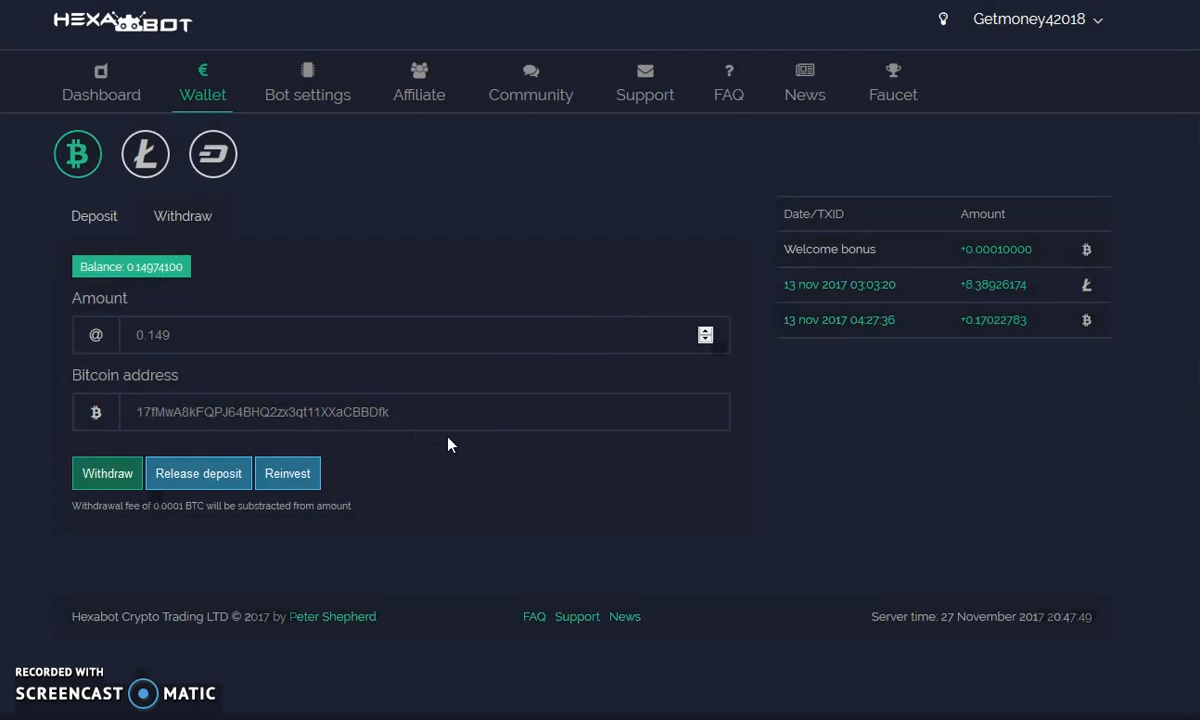 HEXABOT
Getmoney42018
Dashboard Wallet Bot settings Affiliate Community Support FAQ News Faucet
Deposit Withdraw
Balance: 0.14974100
Amount
@ 0.149
Bitcoin address
17fMwA8kFQPJ64BHQ2zx3qt11XXaCBBDfk
Withdraw Release deposit Reinvest
Withdrawal fee of 0.0001 BTC will be substracted from amount
Date/TXID Amount
Welcome bonus +0.00010000
13 nov 2017 03:03:20 +8.38926174
13 nov 2017 04:27:36 +0.17022783
Hexabot Crypto Trading LTD © 2017 by Peter Shepherd FAQ Support News Server time: 27 November 2017 20:47:49
RECORDED WITH
SCREENCAST MATIC